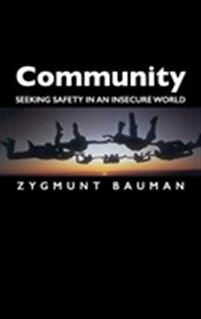 Community
SEEKING SAFETY IN AN INSECURE WORLD
ZYGMUNT BAUMAN